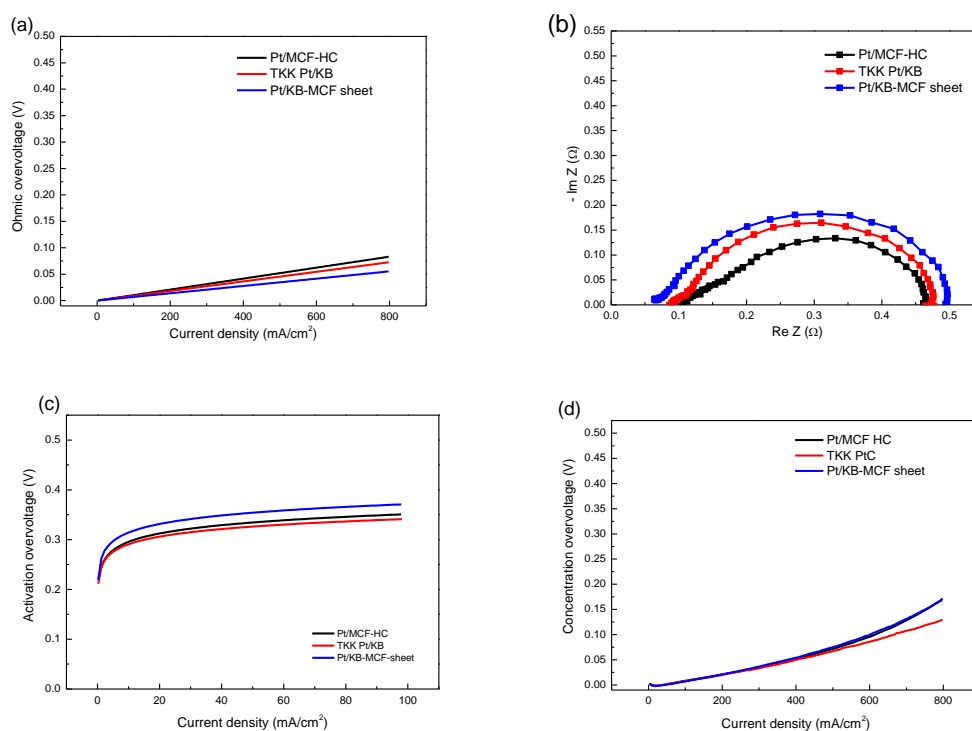 (a)
0.50
0.45
0.40
0.35
0.30
0.25
0.20
0.15
0.10
0.05
0.00
Ohmic overvoltage (V)
Pt/MCF-HC
TKK Pt/KB
Pt/KB-MCF sheet
0 200 400 600 800
Current density (mA/cm²)
(b)
0.55
0.50
0.45
0.40
0.35
0.30
0.25
0.20
0.15
0.10
0.05
0.00
- Im Z (Ω)
Pt/MCF-HC
TKK Pt/KB
Pt/KB-MCF sheet
0.0 0.1 0.2 0.3 0.4 0.5
Re Z (Ω)
(c)
0.5
0.4
0.3
0.2
0.1
0.0
Activation overvoltage (V)
Pt/MCF-HC
TKK Pt/KB
Pt/KB-MCF-sheet
0 20 40 60 80 100
Current density (mA/cm²)
(d)
0.50
0.45
0.40
0.35
0.30
0.25
0.20
0.15
0.10
0.05
0.00
Concentration overvoltage (V)
Pt/MCF HC
TKK PtC
Pt/KB-MCF sheet
0 200 400 600 800
Current density (mA/cm²)